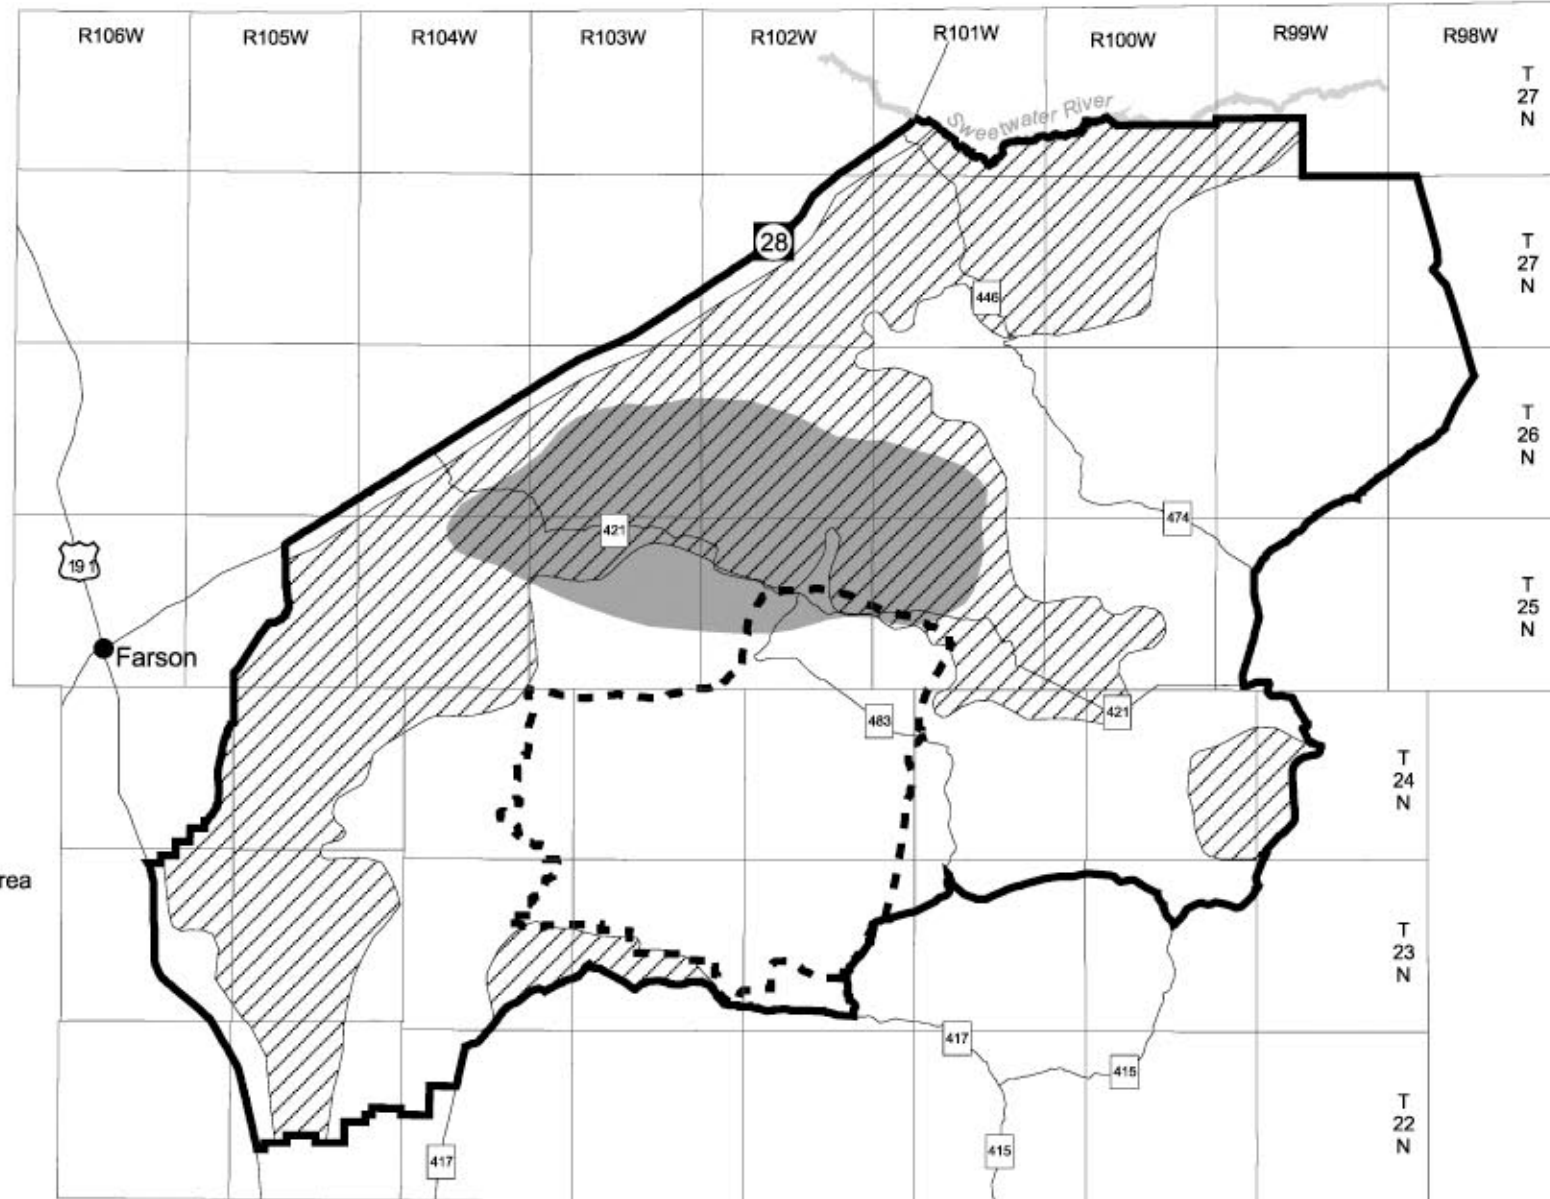 R106W
R105W
R104W
R103W
R102W
R101W
R100W
R99W
R98W
T
27
N
Sweetwater River
28
T
27
N
446
T
26
N
421
474
191
T
25
N
Farson
483
421
T
24
N
rea
T
23
N
417
415
T
22
N
417
415